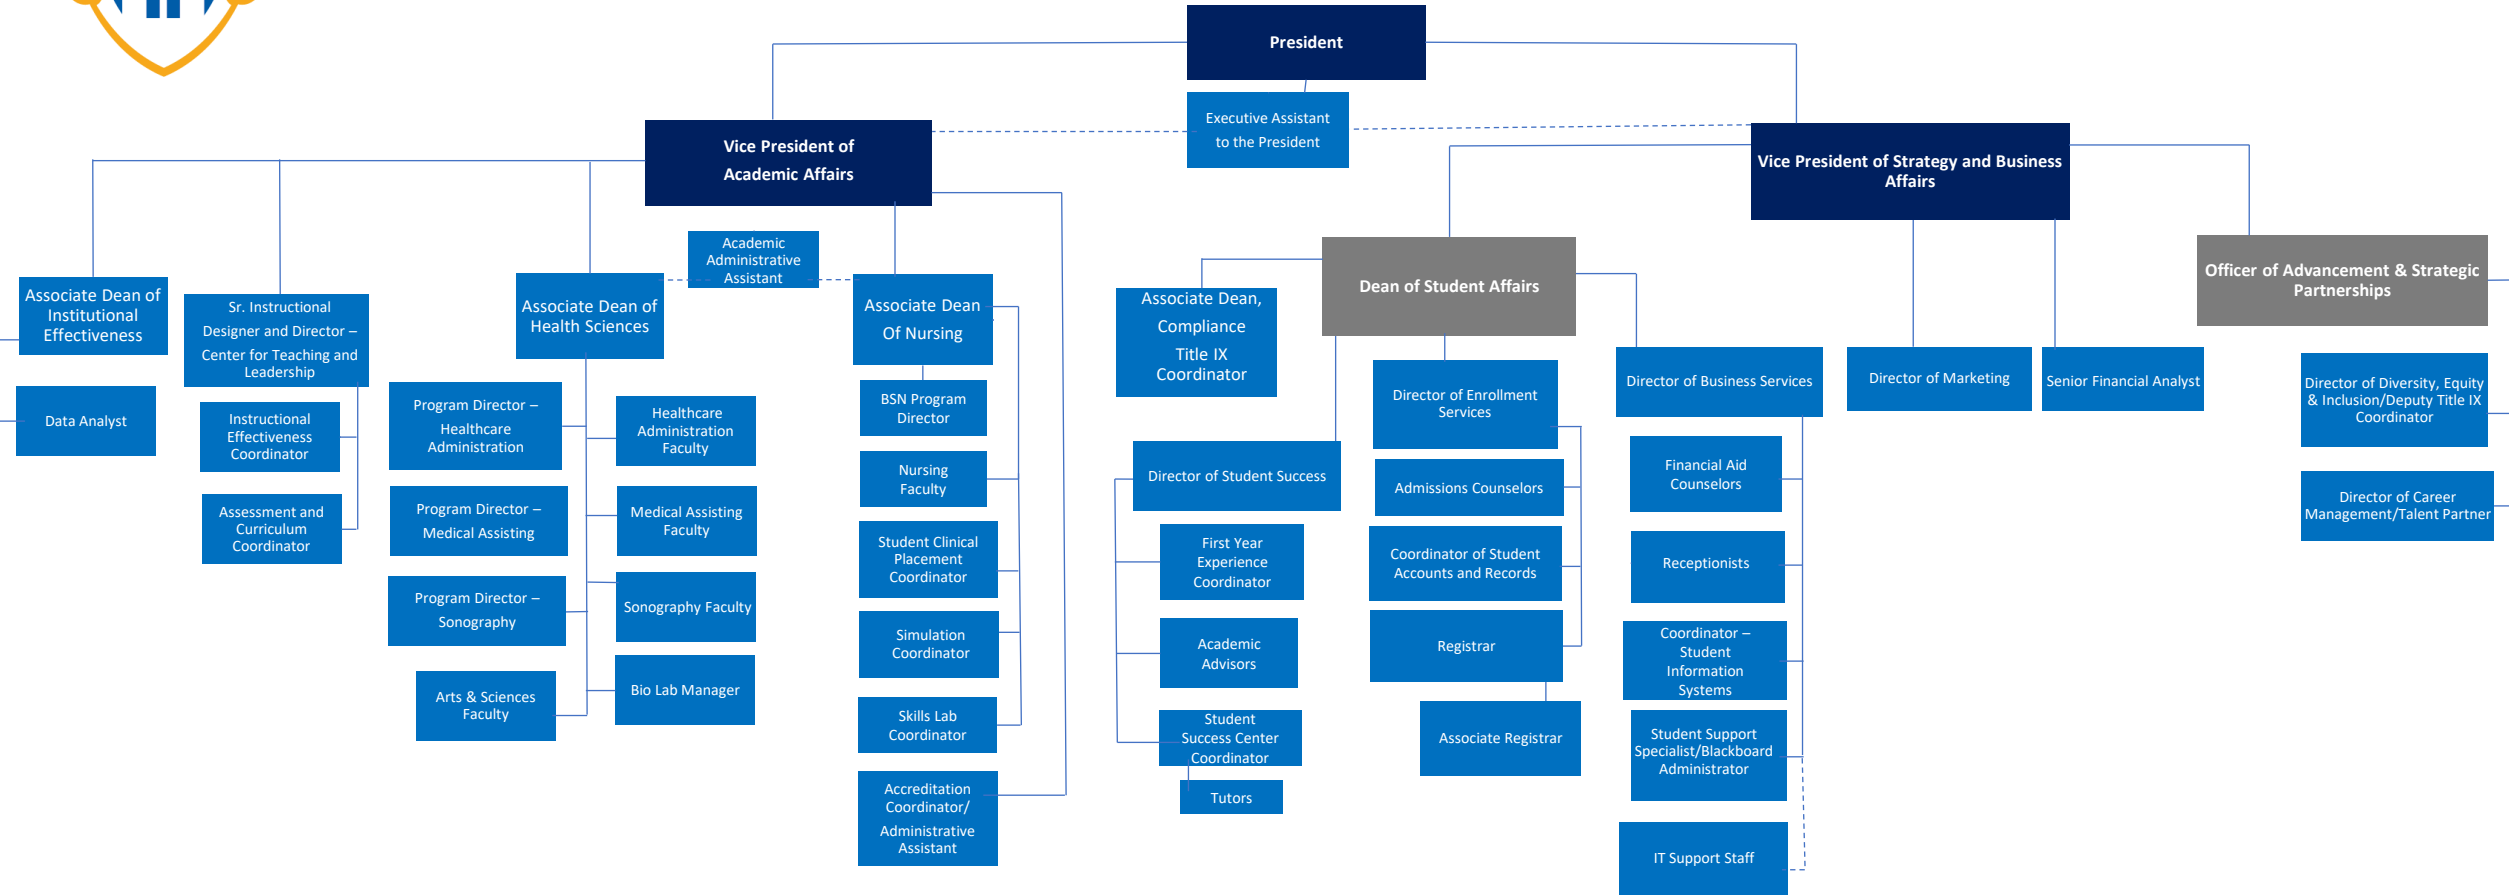 President
Executive Assistant
to the President
Vice President of
Academic Affairs
Vice President of Strategy and Business
Affairs
Academic
Administrative
Assistant
Associate Dean of
Institutional
Effectiveness
Data Analyst
Sr. Instructional
Designer and Director –
Center for Teaching and
Leadership
Instructional
Effectiveness
Coordinator
Assessment and
Curriculum
Coordinator
Associate Dean of
Health Sciences
Program Director –
Healthcare
Administration
Program Director –
Medical Assisting
Program Director –
Sonography
Arts & Sciences
Faculty
Healthcare
Administration
Faculty
Medical Assisting
Faculty
Sonography Faculty
Bio Lab Manager
Associate Dean
Of Nursing
BSN Program
Director
Nursing
Faculty
Student Clinical
Placement
Coordinator
Simulation
Coordinator
Skills Lab
Coordinator
Accreditation
Coordinator/
Administrative
Assistant
Dean of Student Affairs
Associate Dean,
Compliance
Title IX
Coordinator
Director of Student Success
First Year
Experience
Coordinator
Academic
Advisors
Student
Success Center
Coordinator
Tutors
Director of Enrollment
Services
Admissions Counselors
Coordinator of Student
Accounts and Records
Registrar
Associate Registrar
Director of Business Services
Financial Aid
Counselors
Receptionists
Coordinator –
Student
Information
Systems
Student Support
Specialist/Blackboard
Administrator
IT Support Staff
Director of Marketing
Senior Financial Analyst
Officer of Advancement & Strategic
Partnerships
Director of Diversity, Equity
& Inclusion/Deputy Title IX
Coordinator
Director of Career
Management/Talent Partner